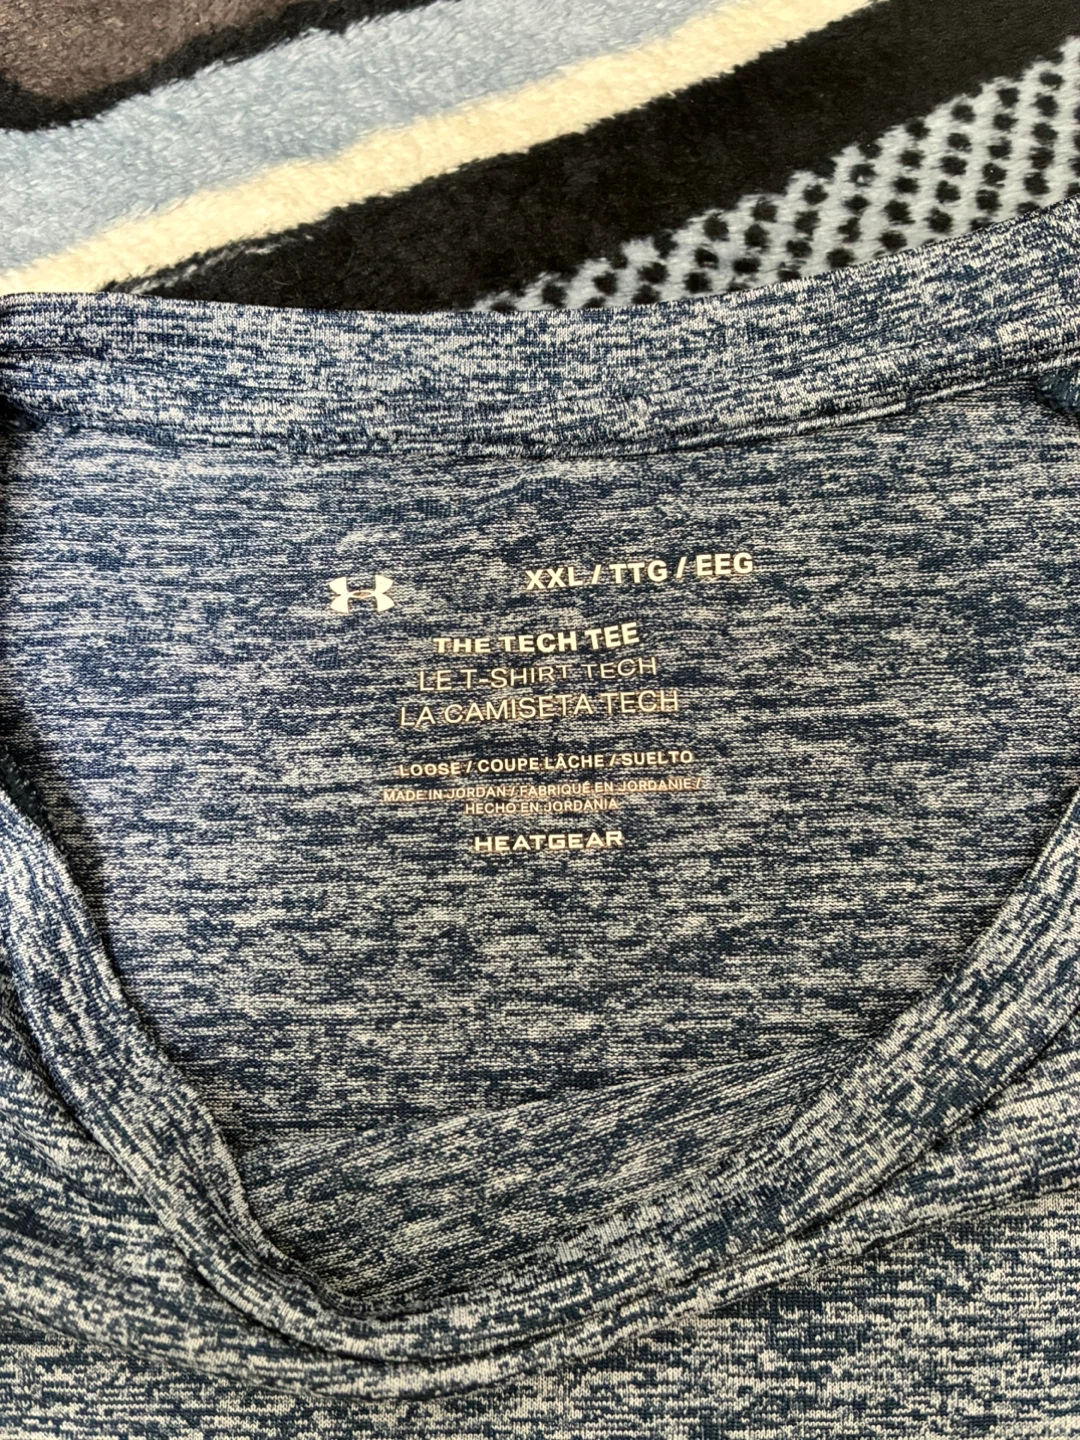 XXL / TTG / EEG
THE TECH TEE
LE T-SHIRT TECH
LA CAMISETA TECH
LOOSE / COUPE LÂCHE / SUELTO
MADE IN JORDAN / FABRIQUÉ EN JORDANIE /
HECHO EN JORDANIA
HEATGEAR